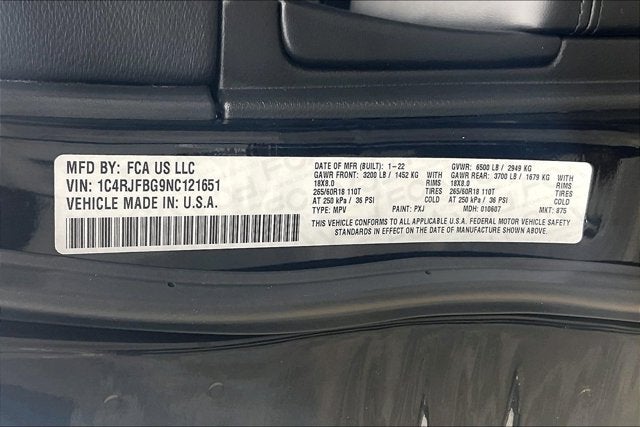 MFD BY: FCA US LLC
VIN: 1C4RJFBG9NC121651
VEHICLE MADE IN: U.S.A.
DATE OF MFR (BUILT): 1-22 GVWR: 6500 LB / 2949 KG
GAWR FRONT: 3200 LB / 1452 KG WITH GAWR REAR: 3700 LB / 1679 KG WITH
18X8.0 RIMS 18X8.0 RIMS
265/60R18 110T TIRES 265/60R18 110T TIRES
AT 250 kPa / 36 PSI COLD AT 250 kPa / 36 PSI COLD
TYPE: MPV PAINT: PXJ MDH: 010607 MKT: 875
THIS VEHICLE CONFORMS TO ALL APPLICABLE U.S.A. FEDERAL MOTOR VEHICLE SAFETY
STANDARDS IN EFFECT ON THE DATE OF MANUFACTURE SHOWN ABOVE.